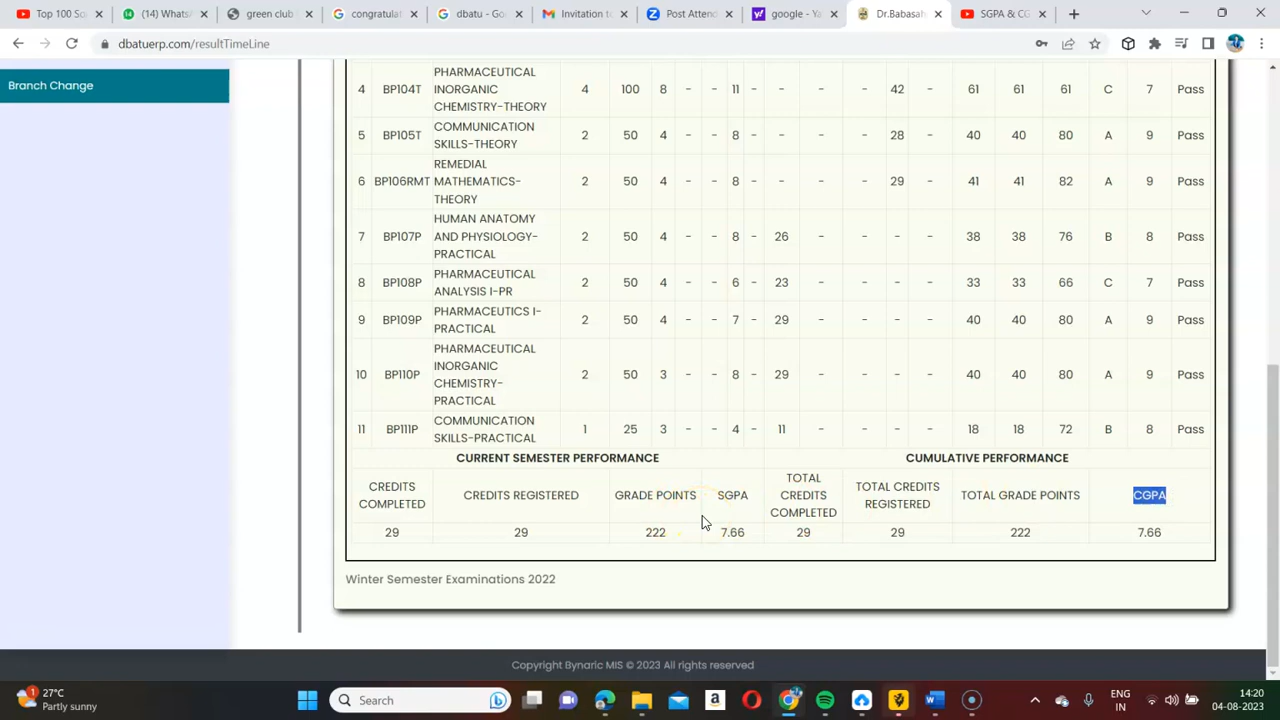 Top 100 So
(14) WhatsA
green club
congratulat
dbatu - Goo
Invitation to
Post Attend
google - Ya
Dr.Babasah
SGPA & CG
dbatuerp.com/resultTimeLine
Branch Change
4 BP104T PHARMACEUTICAL INORGANIC CHEMISTRY-THEORY 4 100 8 - - 11 - - - 42 - 61 61 61 C 7 Pass
5 BP105T COMMUNICATION SKILLS-THEORY 2 50 4 - - 8 - - - 28 - 40 40 80 A 9 Pass
6 BP106RMT REMEDIAL MATHEMATICS-THEORY 2 50 4 - - 8 - - - 29 - 41 41 82 A 9 Pass
7 BP107P HUMAN ANATOMY AND PHYSIOLOGY-PRACTICAL 2 50 4 - - 8 - 26 - - - 38 38 76 B 8 Pass
8 BP108P PHARMACEUTICAL ANALYSIS I-PR 2 50 4 - - 6 - 23 - - - 33 33 66 C 7 Pass
9 BP109P PHARMACEUTICS I-PRACTICAL 2 50 4 - - 7 - 29 - - - 40 40 80 A 9 Pass
10 BP110P PHARMACEUTICAL INORGANIC CHEMISTRY-PRACTICAL 2 50 3 - - 8 - 29 - - - 40 40 80 A 9 Pass
11 BP111P COMMUNICATION SKILLS-PRACTICAL 1 25 3 - - 4 - 11 - - - 18 18 72 B 8 Pass
CURRENT SEMESTER PERFORMANCE CUMULATIVE PERFORMANCE
CREDITS COMPLETED CREDITS REGISTERED GRADE POINTS SGPA TOTAL CREDITS COMPLETED TOTAL CREDITS REGISTERED TOTAL GRADE POINTS CGPA
29 29 222 7.66 29 29 222 7.66
Winter Semester Examinations 2022
Copyright Bynaric MIS © 2023 All rights reserved
1
27°C
Partly sunny
Search
ENG
IN
14:20
04-08-2023